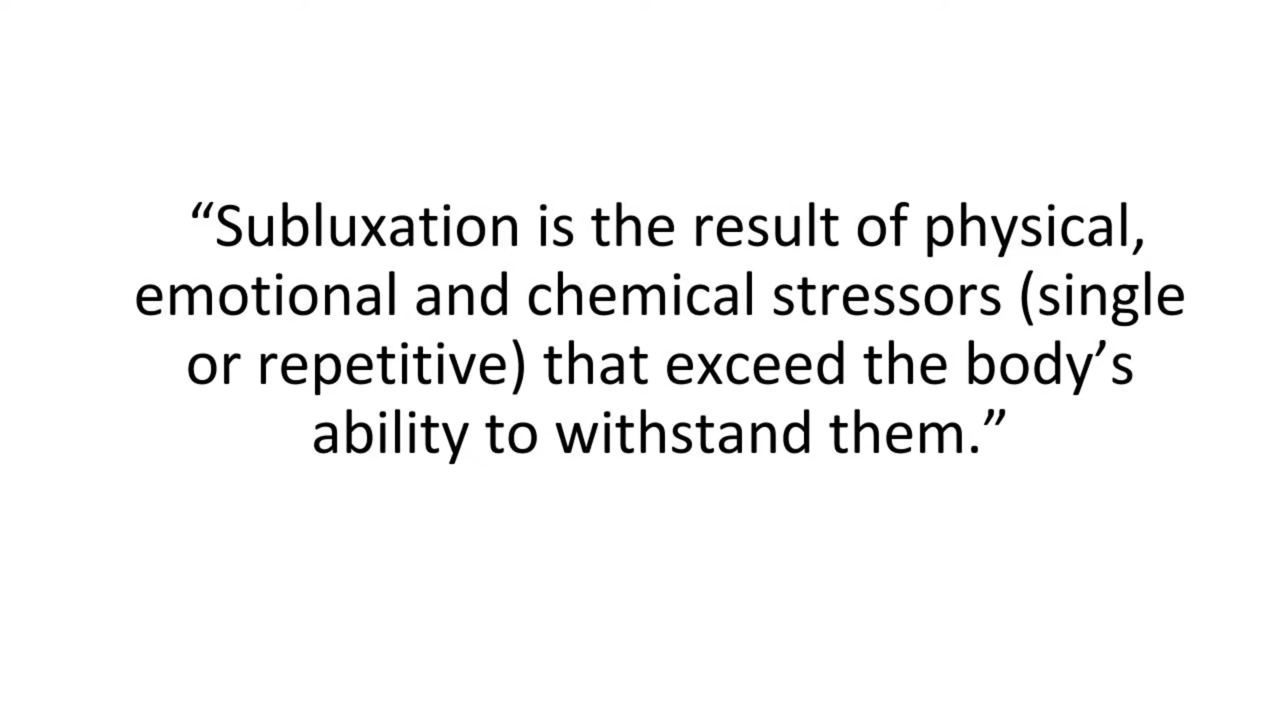 “Subluxation is the result of physical,
emotional and chemical stressors (single
or repetitive) that exceed the body’s
ability to withstand them.”